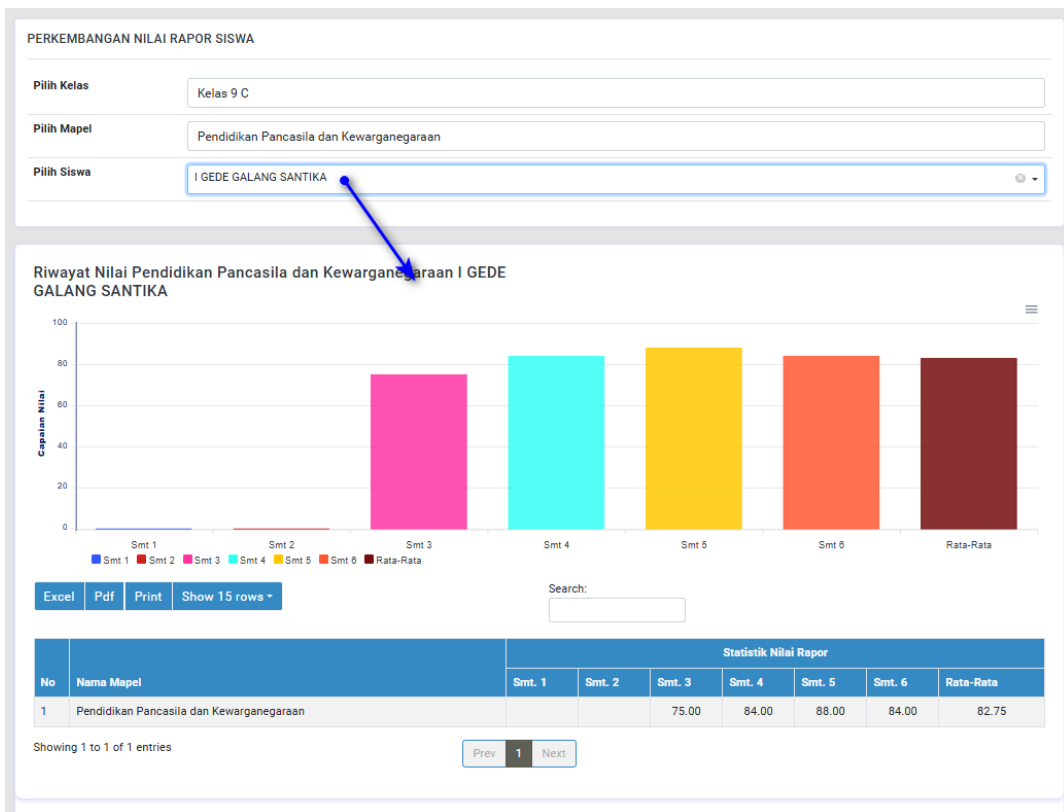 PERKEMBANGAN NILAI RAPOR SISWA
Pilih Kelas
Kelas 9 C
Pilih Mapel
Pendidikan Pancasila dan Kewarganegaraan
Pilih Siswa
I GEDE GALANG SANTIKA
Riwayat Nilai Pendidikan Pancasila dan Kewarganegaraan I GEDE
GALANG SANTIKA
100
80
60
40
20
0
Capaian Nilai
Smt 1 Smt 2 Smt 3 Smt 4 Smt 5 Smt 6 Rata-Rata
Smt 1 Smt 2 Smt 3 Smt 4 Smt 5 Smt 6 Rata-Rata
Excel Pdf Print Show 15 rows
Search:
Statistik Nilai Rapor
No Nama Mapel Smt. 1 Smt. 2 Smt. 3 Smt. 4 Smt. 5 Smt. 6 Rata-Rata
1 Pendidikan Pancasila dan Kewarganegaraan 75.00 84.00 88.00 84.00 82.75
Showing 1 to 1 of 1 entries
Prev 1 Next